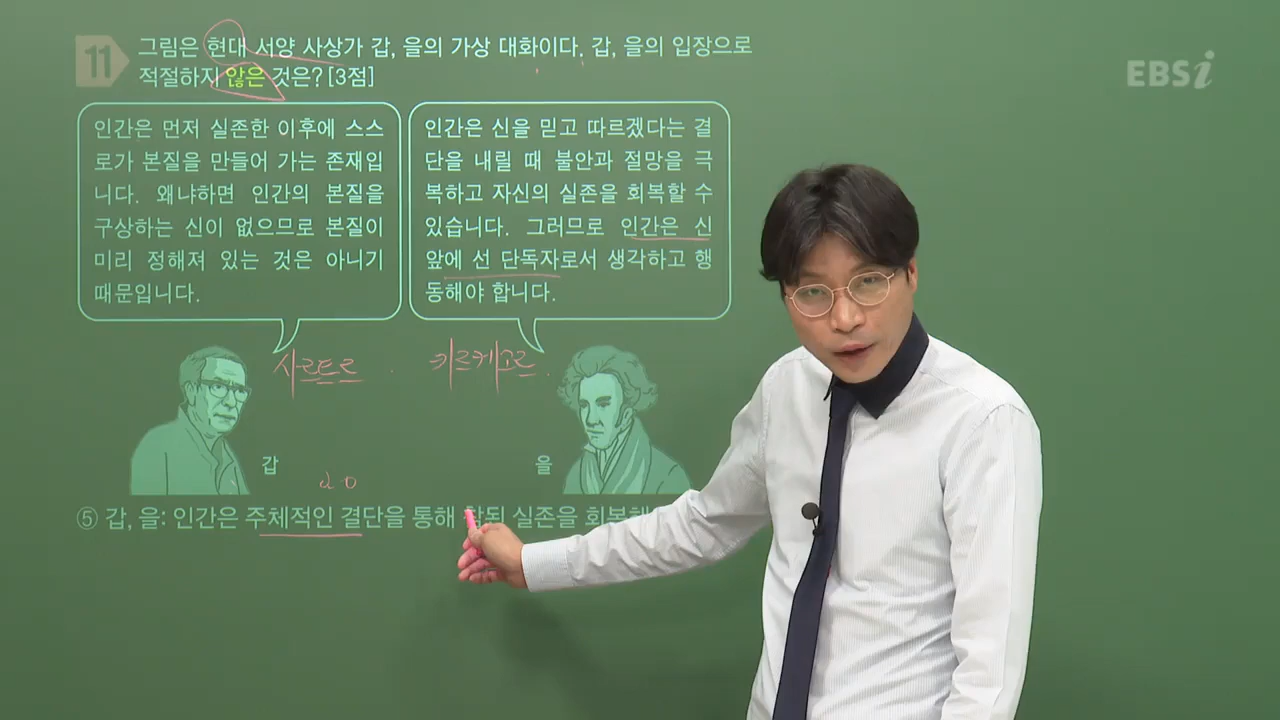 11
그림은 현대 서양 사상가 갑, 을의 가상 대화이다. 갑, 을의 입장으로
적절하지 않은 것은? [3점]
EBSi
인간은 먼저 실존한 이후에 스스
로가 본질을 만들어 가는 존재입
니다. 왜냐하면 인간의 본질을
구상하는 신이 없으므로 본질이
미리 정해져 있는 것은 아니기
때문입니다.
인간은 신을 믿고 따르겠다는 결
단을 내릴 때 불안과 절망을 극
복하고 자신의 실존을 회복할 수
있습니다. 그러므로 인간은 신
앞에 선 단독자로서 생각하고 행
동해야 합니다.
사르트르
키르케고르
갑
을
⑤ 갑, 을: 인간은 주체적인 결단을 통해 참된 실존을 회복해